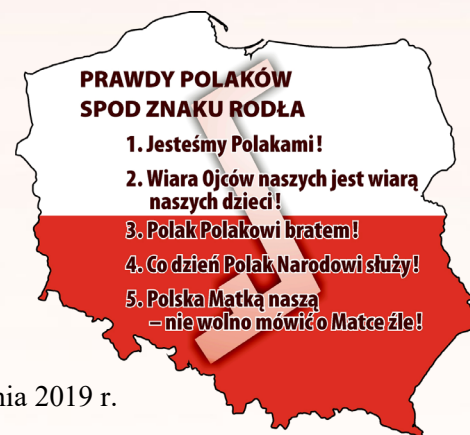 PRAWDY POLAKÓW
SPOD ZNAKU RODŁA
1. Jesteśmy Polakami!
2. Wiara Ojców naszych jest wiarą
naszych dzieci!
3. Polak Polakowi bratem!
4. Co dzień Polak Narodowi służy!
5. Polska Matką naszą
– nie wolno mówić o Matce źle!
nia 2019 r.